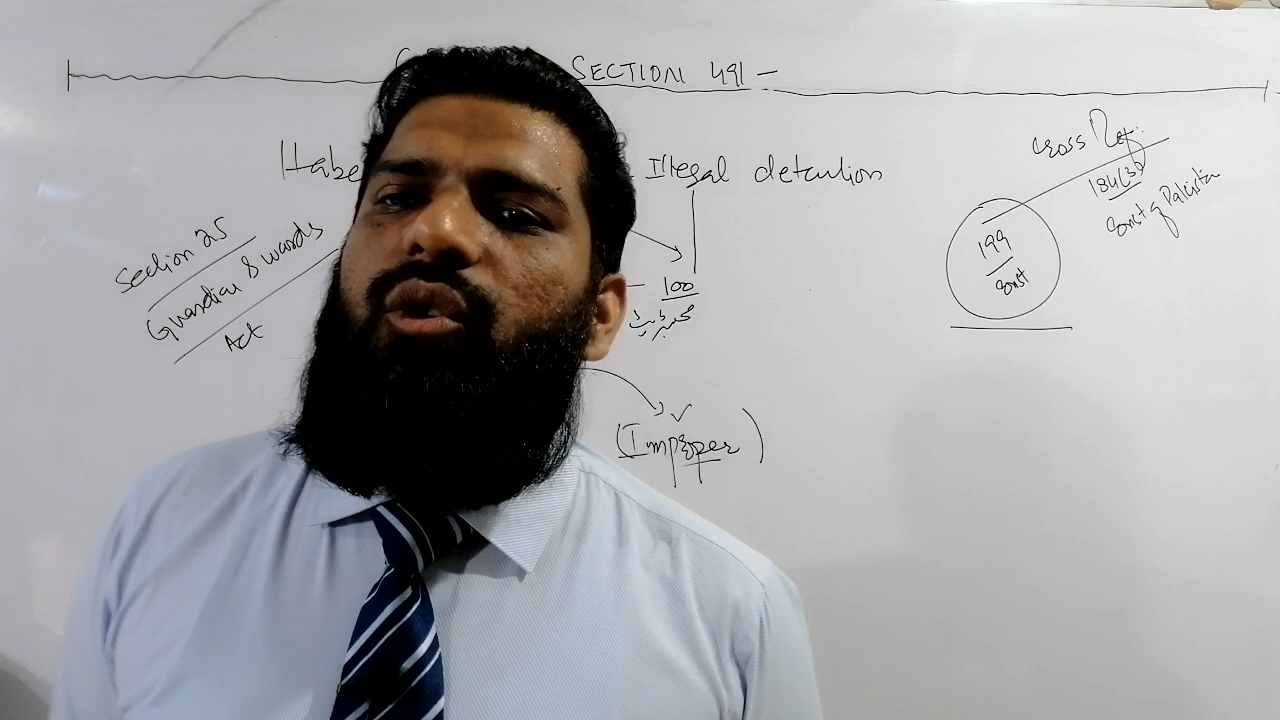 SECTION 491 -
Habe
Illegal detention
Cross Ref:
184(3)
Const of Pakistan
199
Const
Section 25
Guardian & wards
Act
100
مجسٹریٹ
(Improper)